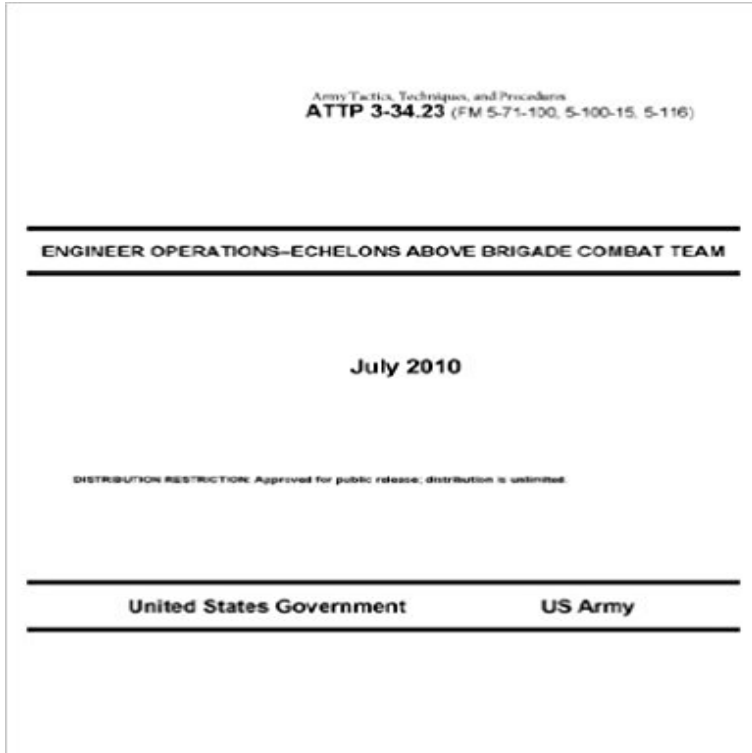 Army Tactics, Techniques, and Procedures
ATTP 3-34.23 (FM 5-71-100, 5-100-15, 5-116)
ENGINEER OPERATIONS–ECHELONS ABOVE BRIGADE COMBAT TEAM
July 2010
DISTRIBUTION RESTRICTION: Approved for public release; distribution is unlimited.
United States Government US Army